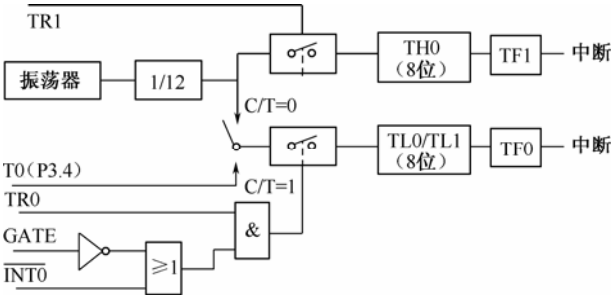 TR1
振荡器
1/12
TH0
(8位)
TF1
中断
C/T=0
T0(P3.4)
C/T=1
TL0/TL1
(8位)
TF0
中断
TR0
GATE
&
≥1
I̅N̅T̅0̅